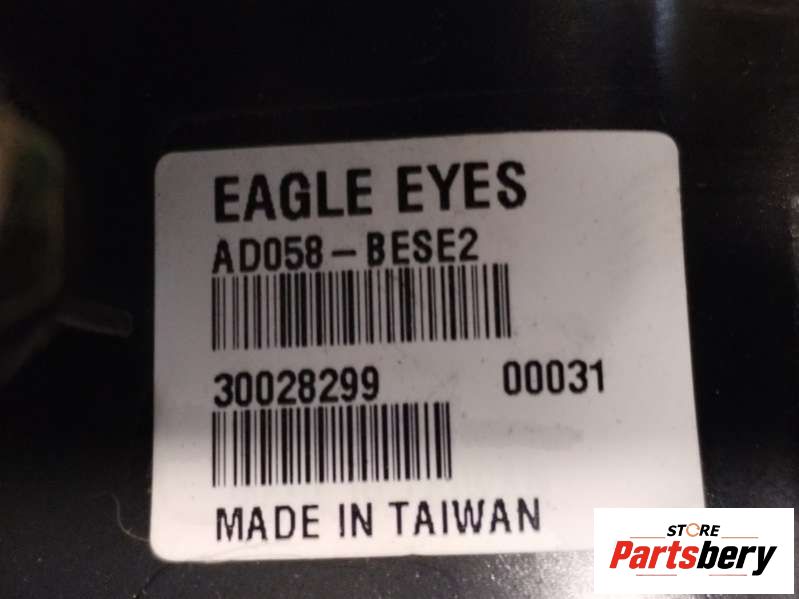 EAGLE EYES
AD058-BESE2
30028299 00031
MADE IN TAIWAN
STORE
Partsbery